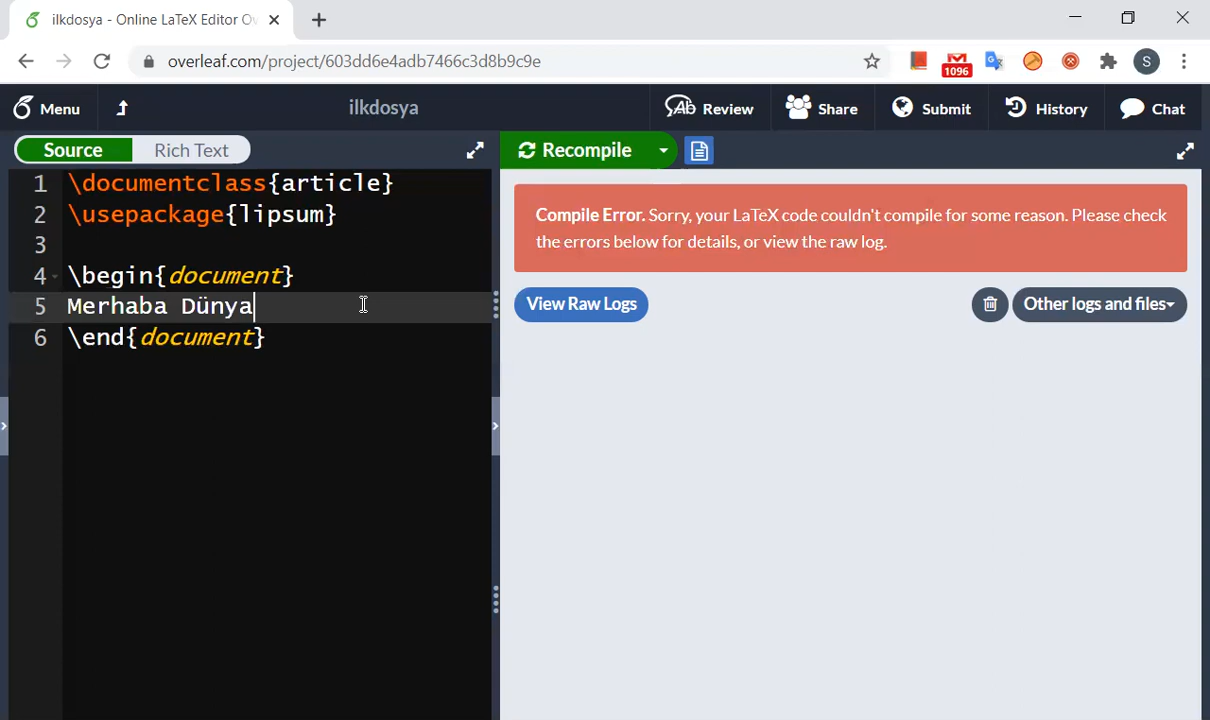 ilkdosya - Online LaTeX Editor Ov
overleaf.com/project/603dd6e4adb7466c3d8b9c9e
1096
S
Menu
ilkdosya
Review
Share
Submit
History
Chat
Source
Rich Text
Recompile
1 \documentclass{article}
2 \usepackage{lipsum}
3
4 \begin{document}
5 Merhaba Dünya
6 \end{document}
Compile Error. Sorry, your LaTeX code couldn't compile for some reason. Please check
the errors below for details, or view the raw log.
View Raw Logs
Other logs and files